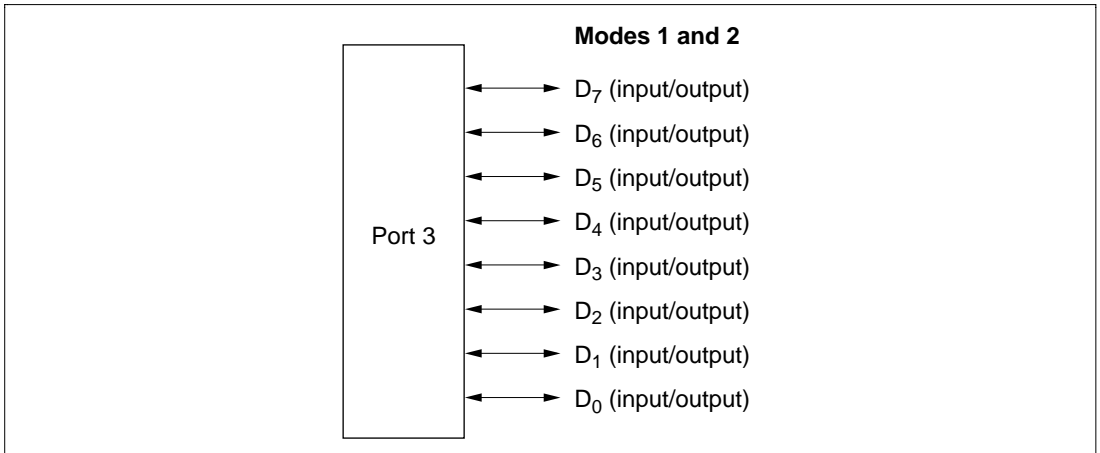 Modes 1 and 2
D7 (input/output)
D6 (input/output)
D5 (input/output)
D4 (input/output)
Port 3
D3 (input/output)
D2 (input/output)
D1 (input/output)
D0 (input/output)